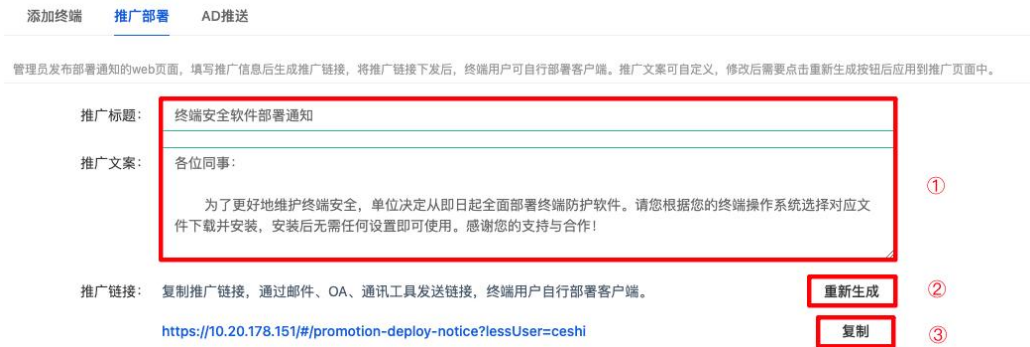 添加终端 推广部署 AD推送
管理员发布部署通知的web页面，填写推广信息后生成推广链接，将推广链接下发后，终端用户可自行部署客户端。推广文案可自定义，修改后需要点击重新生成按钮后应用到推广页面中。
推广标题： 终端安全软件部署通知
推广文案： 各位同事：
①
为了更好地维护终端安全，单位决定从即日起全面部署终端防护软件。请您根据您的终端操作系统选择对应文
件下载并安装，安装后无需任何设置即可使用。感谢您的支持与合作！
推广链接： 复制推广链接，通过邮件、OA、通讯工具发送链接，终端用户自行部署客户端。 重新生成 ②
https://10.20.178.151/#/promotion-deploy-notice?lessUser=ceshi 复制 ③